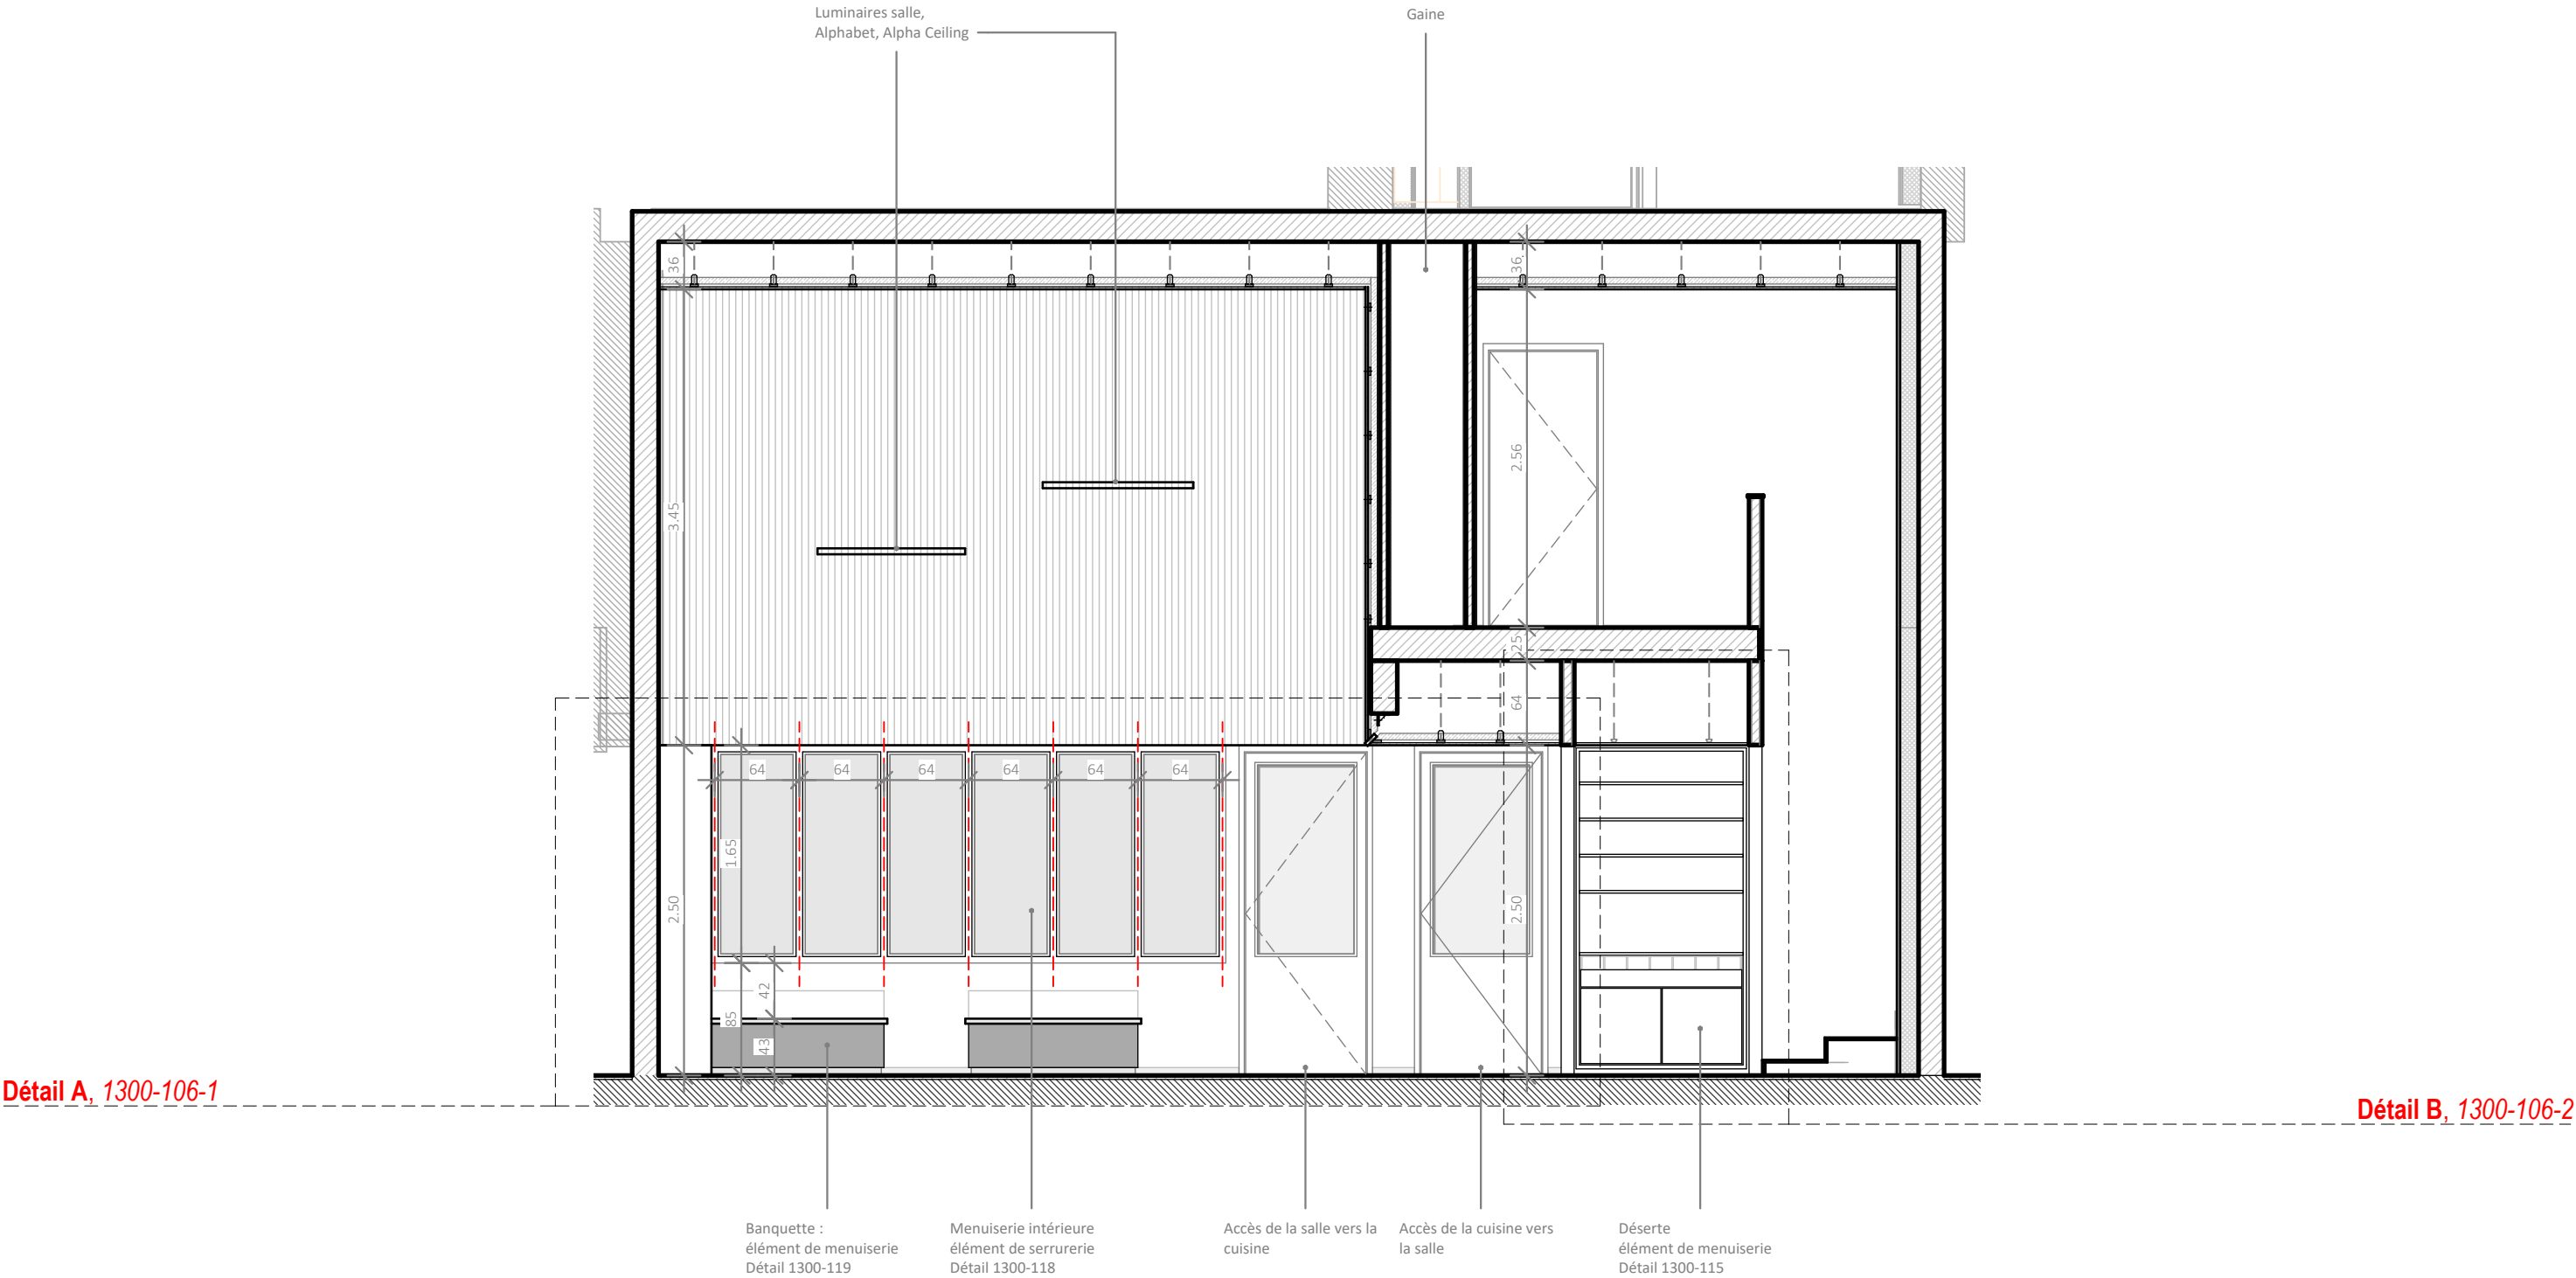 Luminaires salle,
Alphabet, Alpha Ceiling
Gaine
36
36
3.45
2.56
25
64
64
64
64
64
64
64
1.65
2.50
2.50
42
85
43
Détail A, 1300-106-1
Détail B, 1300-106-2
Banquette :
élément de menuiserie
Détail 1300-119
Menuiserie intérieure
élément de serrurerie
Détail 1300-118
Accès de la salle vers la
cuisine
Accès de la cuisine vers
la salle
Déserte
élément de menuiserie
Détail 1300-115